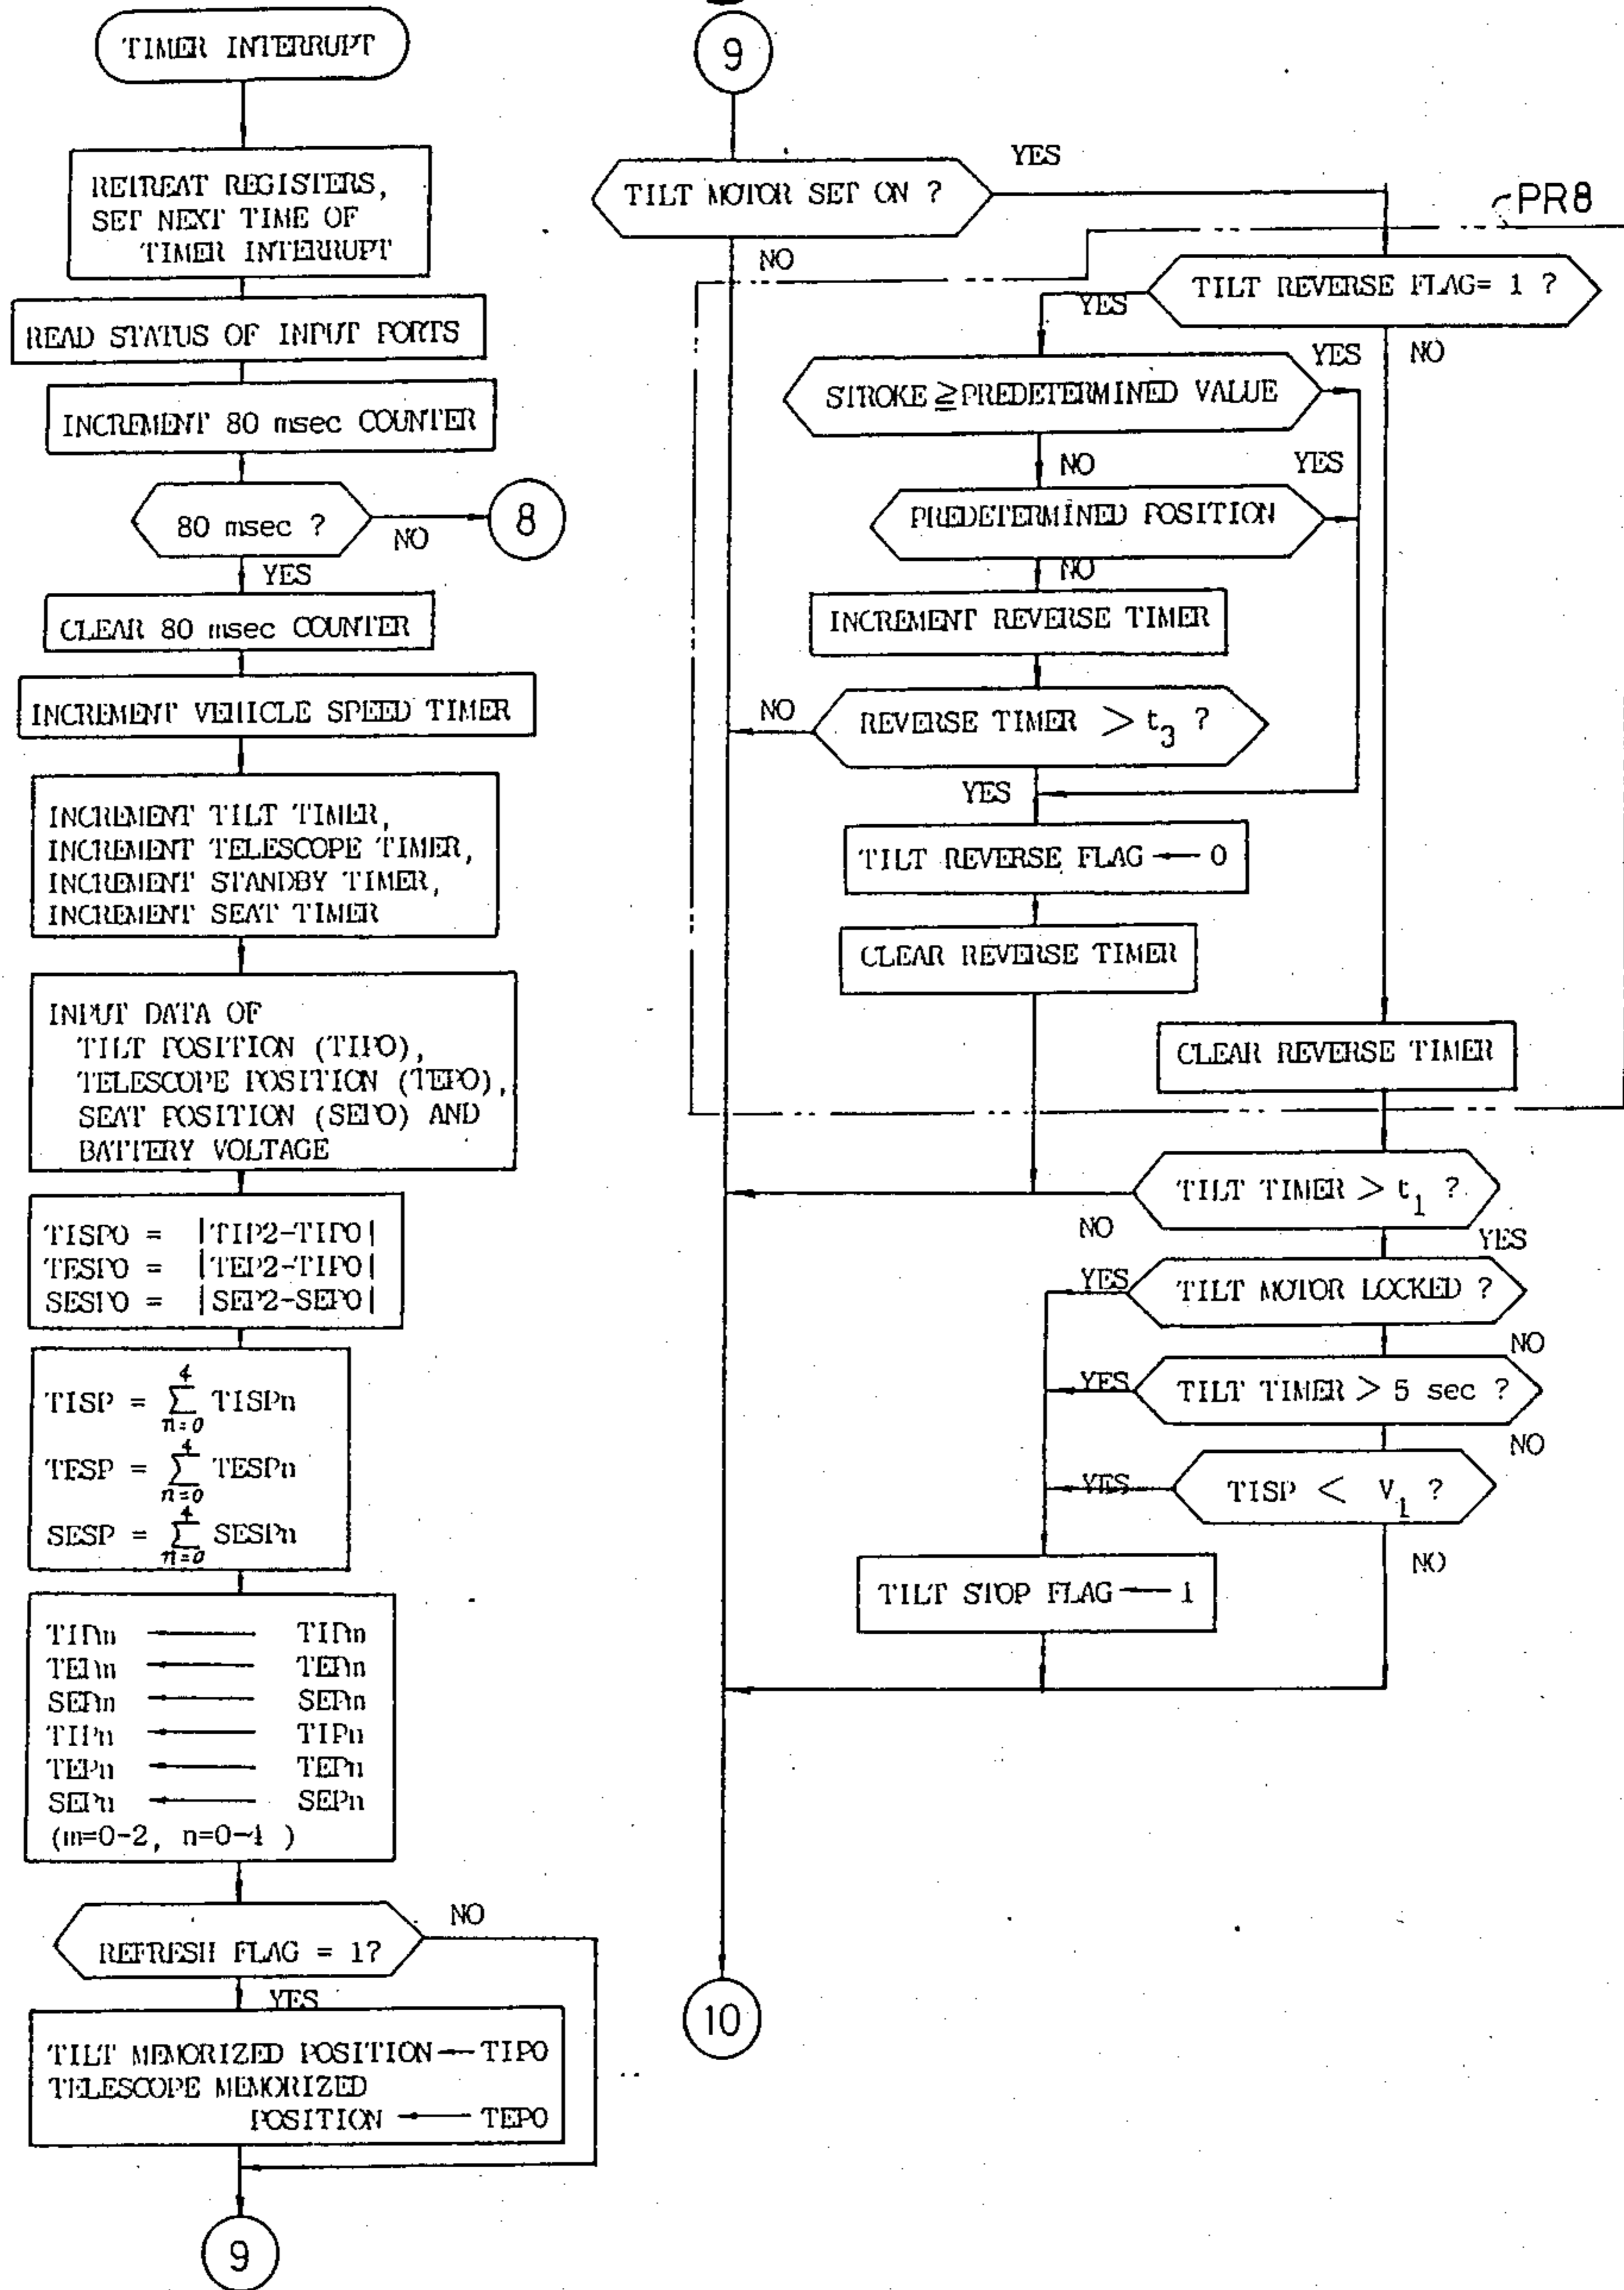 TIMER INTERRUPT
RETREAT REGISTERS,
SET NEXT TIME OF
TIMER INTERRUPT
READ STATUS OF INPUT PORTS
INCREMENT 80 msec COUNTER
80 msec ?
NO
8
YES
CLEAR 80 msec COUNTER
INCREMENT VEHICLE SPEED TIMER
INCREMENT TILT TIMER,
INCREMENT TELESCOPE TIMER,
INCREMENT STANDBY TIMER,
INCREMENT SEAT TIMER
INPUT DATA OF
TILT POSITION (TIPO),
TELESCOPE POSITION (TEPO),
SEAT POSITION (SEPO) AND
BATTERY VOLTAGE
TISPO = |TIP2-TIPO|
TESPO = |TEP2-TIPO|
SESPO = |SEP2-SEPO|
TISP = 4 Σ n=0 TISPn
TESP = 4 Σ n=0 TESPn
SESP = 4 Σ n=0 SESPn
TIPn ← TIPn
TEPn ← TEPn
SEPn ← SEPn
(m=0-2, n=0-4 )
REFRESH FLAG = 1?
NO
YES
TILT MEMORIZED POSITION ← TIPO
TELESCOPE MEMORIZED
POSITION ← TEPO
9
9
TILT MOTOR SET ON ?
YES
NO
PR8
TILT REVERSE FLAG= 1 ?
YES
NO
STROKE ≧ PREDETERMINED VALUE
YES
NO
PREDETERMINED POSITION
YES
NO
INCREMENT REVERSE TIMER
REVERSE TIMER > t3 ?
NO
YES
TILT REVERSE FLAG ← 0
CLEAR REVERSE TIMER
CLEAR REVERSE TIMER
TILT TIMER > t1 ?
NO
YES
TILT MOTOR LOCKED ?
YES
NO
TILT TIMER > 5 sec ?
YES
NO
TISP < V1 ?
YES
NO
TILT STOP FLAG ← 1
10